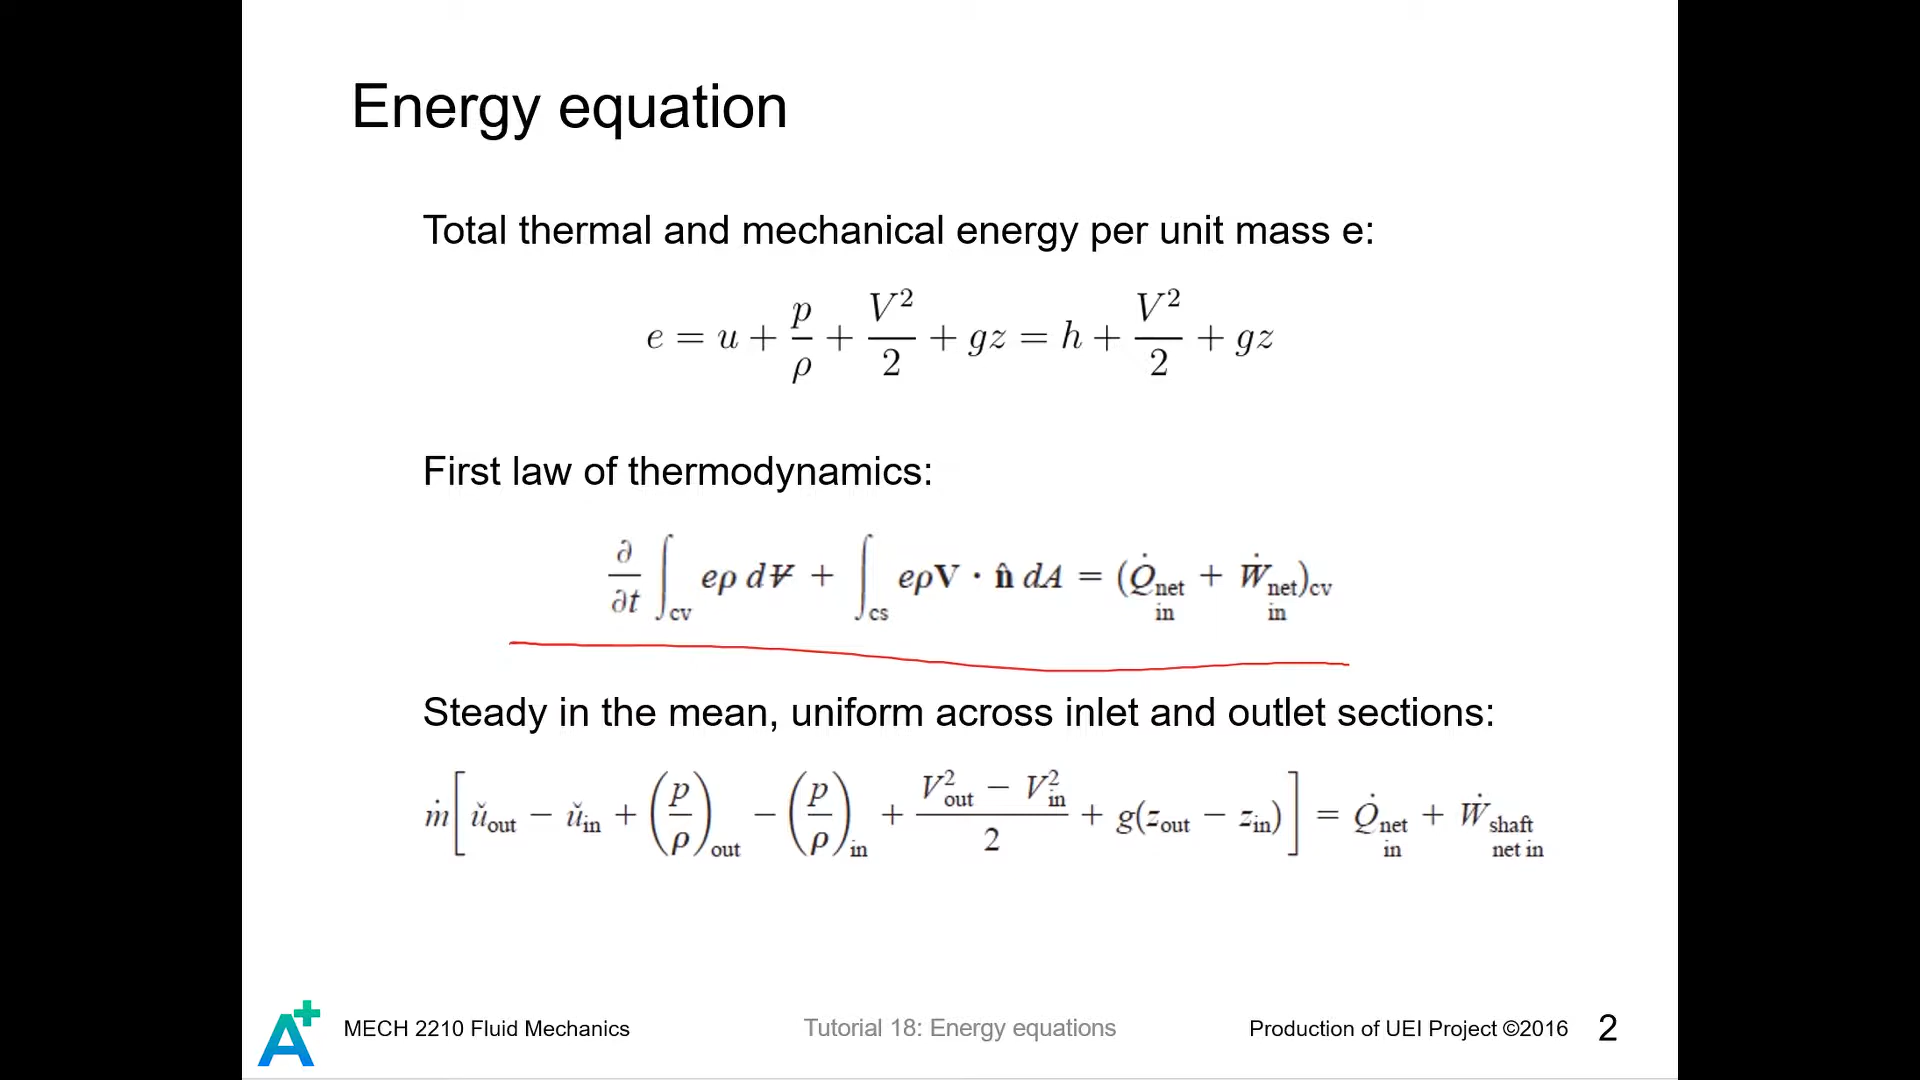 Energy equation
Total thermal and mechanical energy per unit mass e:
e = u + p/ρ + V²/2 + gz = h + V²/2 + gz
First law of thermodynamics:
∂/∂t ∫cv eρ dV̶ + ∫cs eρV · n̂ dA = (Q̇net in + Ẇnet in)cv
Steady in the mean, uniform across inlet and outlet sections:
ṁ[ǔout − ǔin + (p/ρ)out − (p/ρ)in + (V²out − V²in)/2 + g(zout − zin)] = Q̇net in + Ẇshaft net in
A+ MECH 2210 Fluid Mechanics Tutorial 18: Energy equations Production of UEI Project ©2016 2